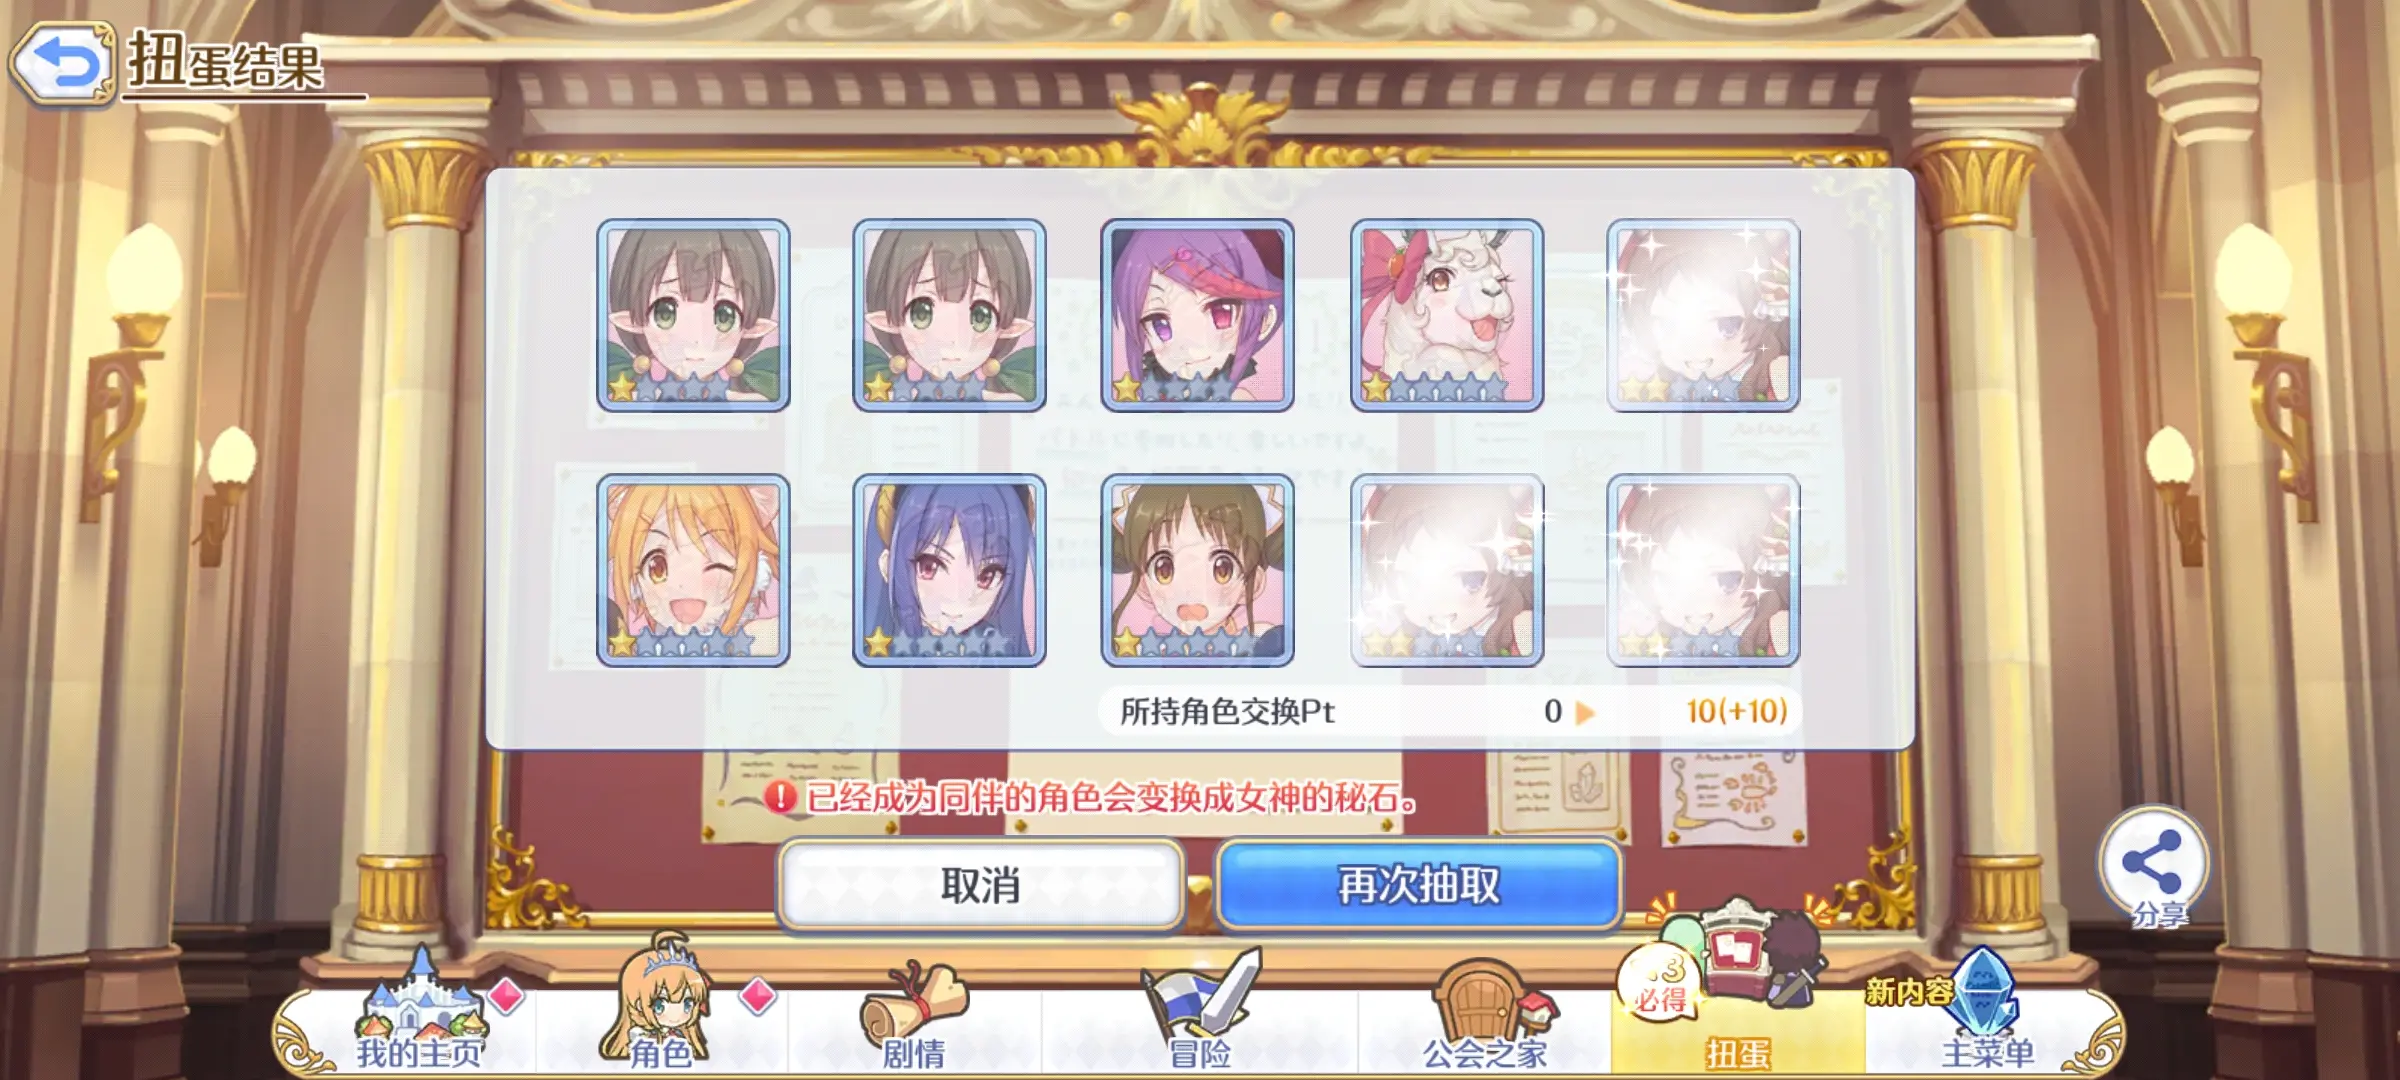 扭蛋结果
所持角色交换Pt 0 10(+10)
已经成为同伴的角色会变换成女神的秘石。
取消
再次抽取
分享
必得
新内容
我的主页
角色
剧情
冒险
公会之家
扭蛋
主菜单